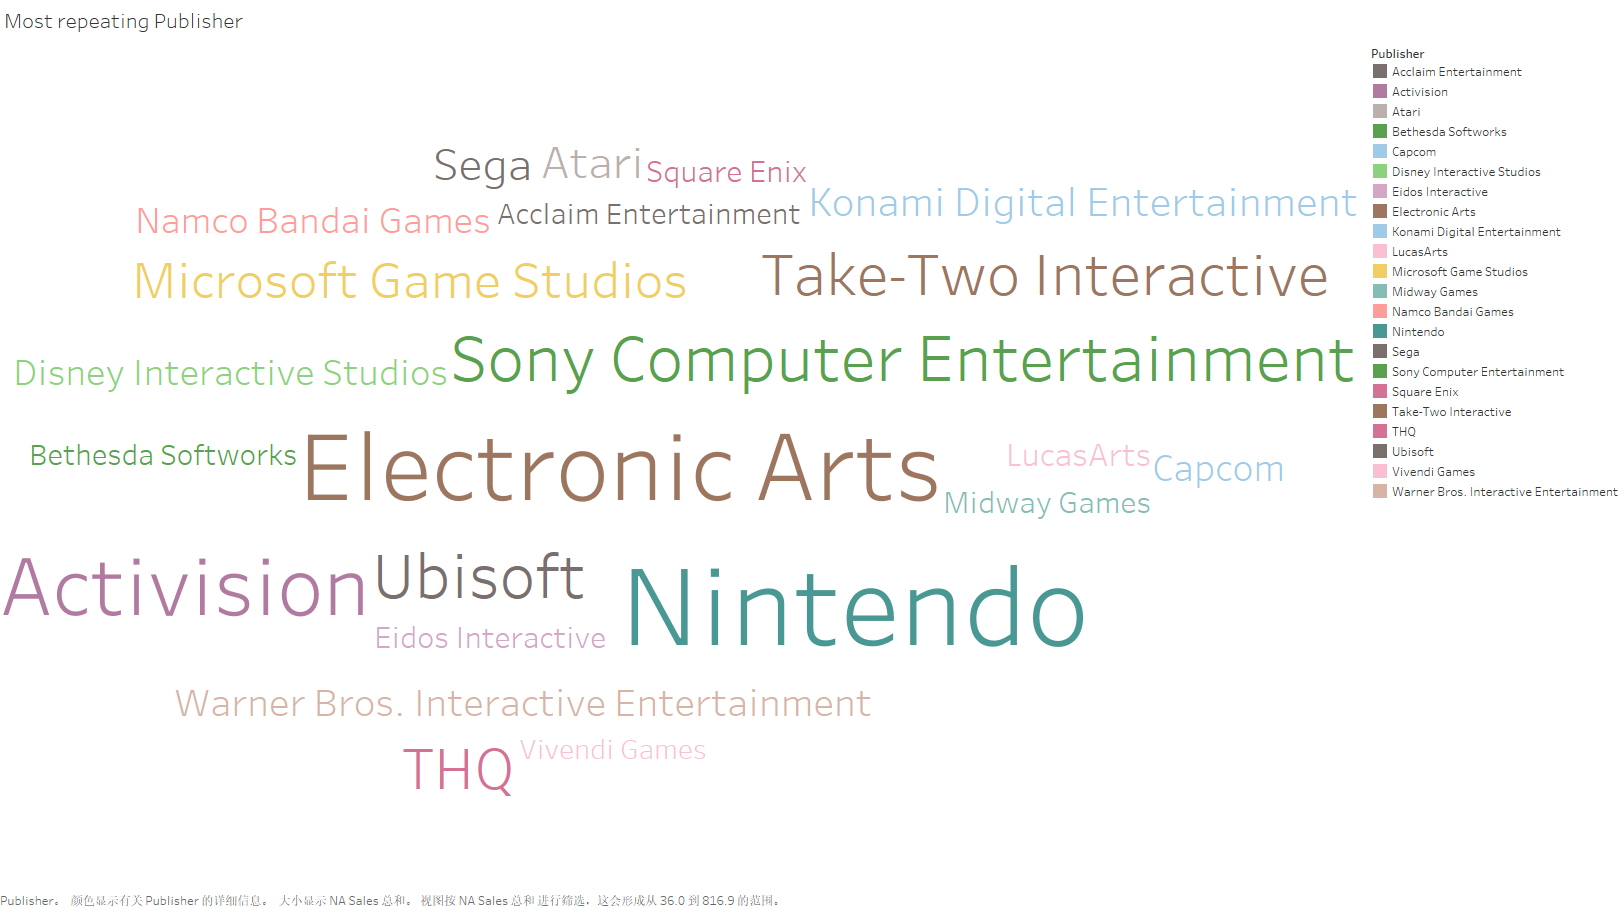 Most repeating Publisher
Sega Atari Square Enix
Namco Bandai Games Acclaim Entertainment Konami Digital Entertainment
Microsoft Game Studios Take-Two Interactive
Disney Interactive Studios Sony Computer Entertainment
Bethesda Softworks Electronic Arts LucasArts Capcom
Midway Games
Activision Ubisoft Nintendo
Eidos Interactive
Warner Bros. Interactive Entertainment
THQ Vivendi Games
Publisher
Acclaim Entertainment
Activision
Atari
Bethesda Softworks
Capcom
Disney Interactive Studios
Eidos Interactive
Electronic Arts
Konami Digital Entertainment
LucasArts
Microsoft Game Studios
Midway Games
Namco Bandai Games
Nintendo
Sega
Sony Computer Entertainment
Square Enix
Take-Two Interactive
THQ
Ubisoft
Vivendi Games
Warner Bros. Interactive Entertainment
Publisher。 颜色显示有关 Publisher 的详细信息。 大小显示 NA Sales 总和。 视图按 NA Sales 总和 进行筛选，这会形成从 36.0 到 816.9 的范围。